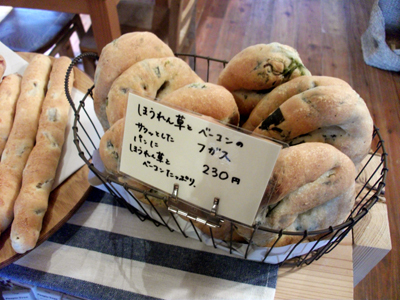 ほうれん草と ベーコンの
フガス
サクッとした
パンに
ほうれん草と
ベーコンたっぷり。
230円